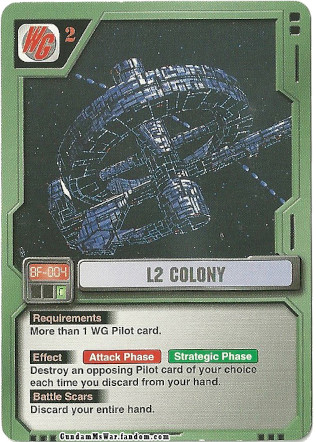 WG 2
BF-004
L2 COLONY
C
Requirements
More than 1 WG Pilot card.
Effect Attack Phase Strategic Phase
Destroy an opposing Pilot card of your choice
each time you discard from your hand.
Battle Scars
Discard your entire hand.
GundamMsWar.fandom.com